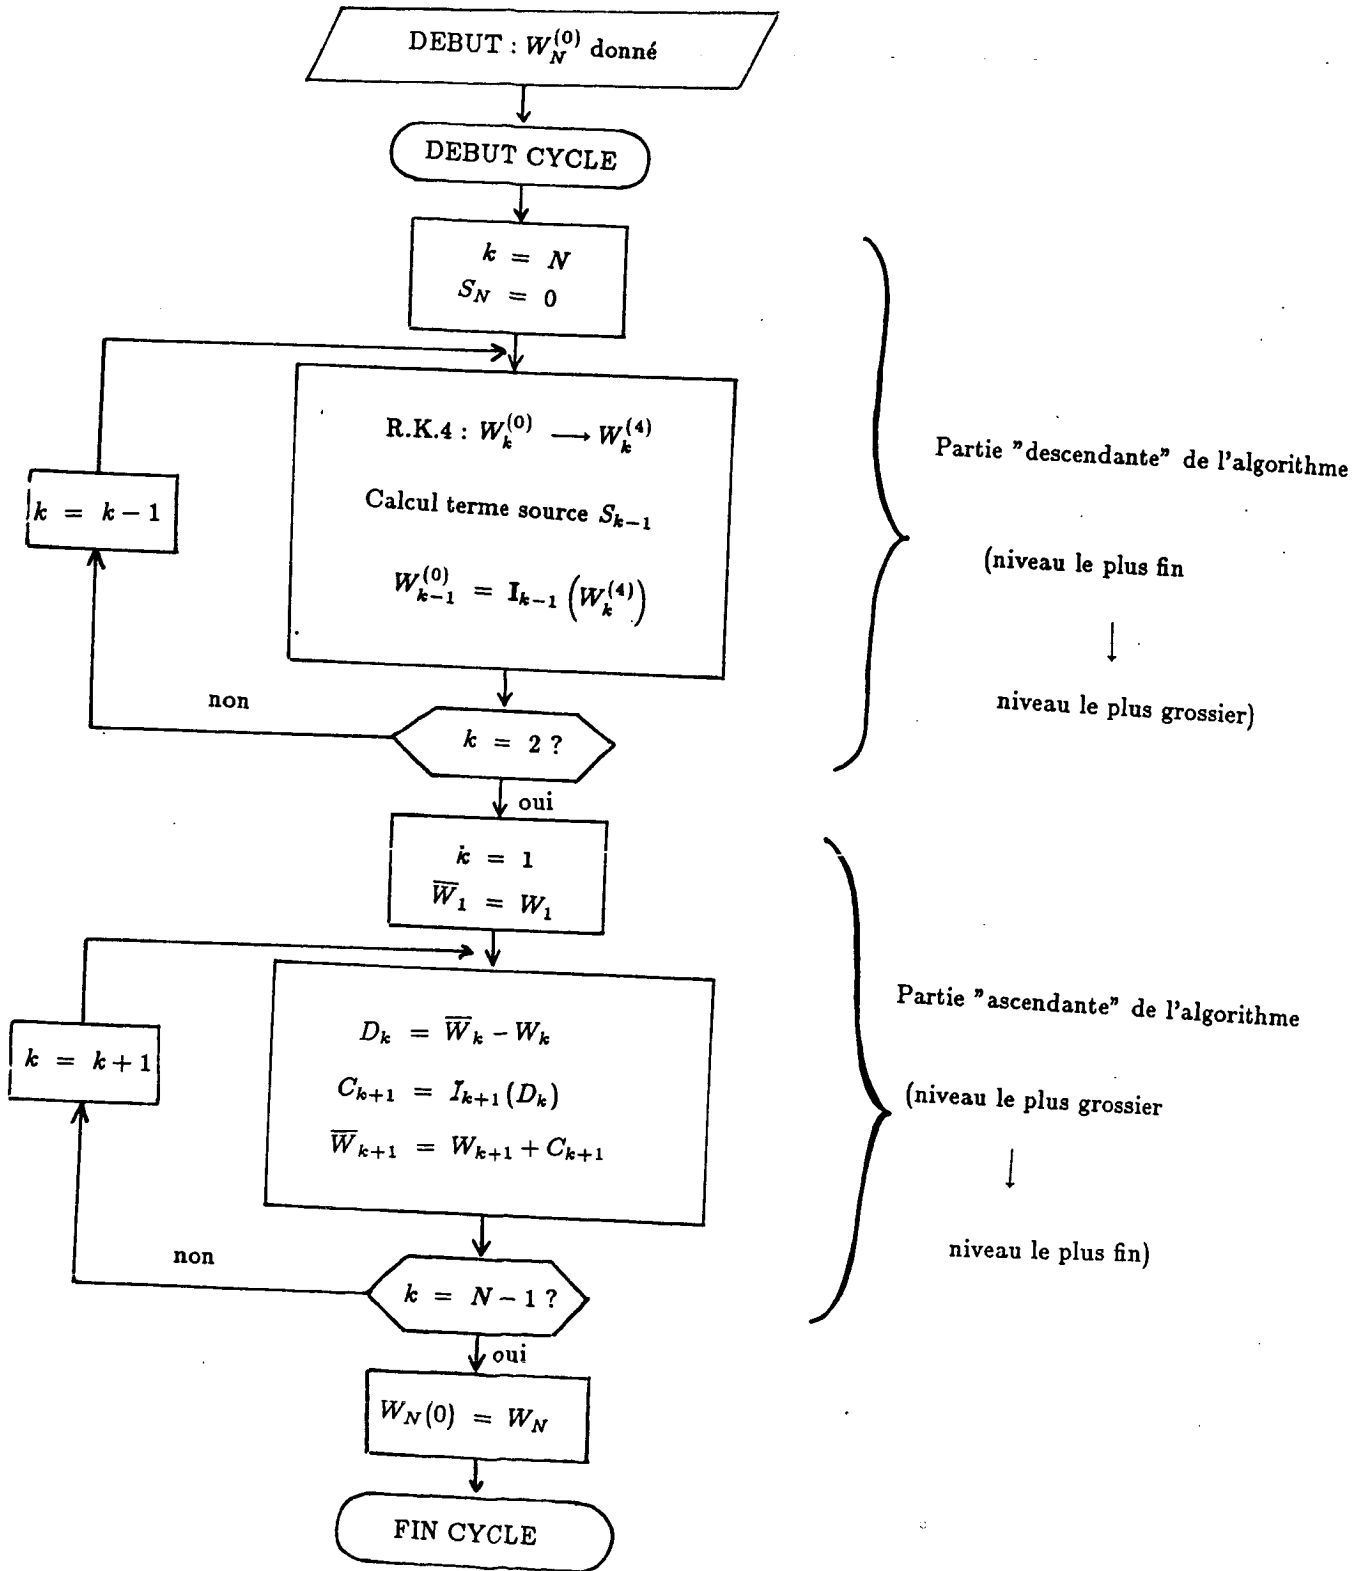 DEBUT : W_N^{(0)} donné
DEBUT CYCLE
k = N
S_N = 0
R.K.4 : W_k^{(0)} ⟶ W_k^{(4)}
Calcul terme source S_{k-1}
W_{k-1}^{(0)} = I_{k-1} (W_k^{(4)})
k = k - 1
non
k = 2 ?
oui
Partie "descendante" de l'algorithme
(niveau le plus fin
↓
niveau le plus grossier)
k = 1
\overline{W}_1 = W_1
D_k = \overline{W}_k - W_k
C_{k+1} = I_{k+1}(D_k)
\overline{W}_{k+1} = W_{k+1} + C_{k+1}
k = k + 1
non
k = N - 1 ?
oui
Partie "ascendante" de l'algorithme
(niveau le plus grossier
↓
niveau le plus fin)
W_N(0) = W_N
FIN CYCLE